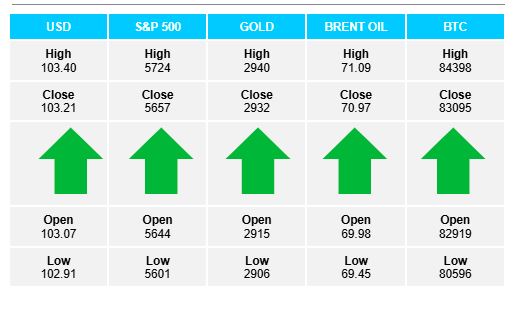 USD S&P 500 GOLD BRENT OIL BTC
High High High High High
103.40 5724 2940 71.09 84398
Close Close Close Close Close
103.21 5657 2932 70.97 83095
Open Open Open Open Open
103.07 5644 2915 69.98 82919
Low Low Low Low Low
102.91 5601 2906 69.45 80596